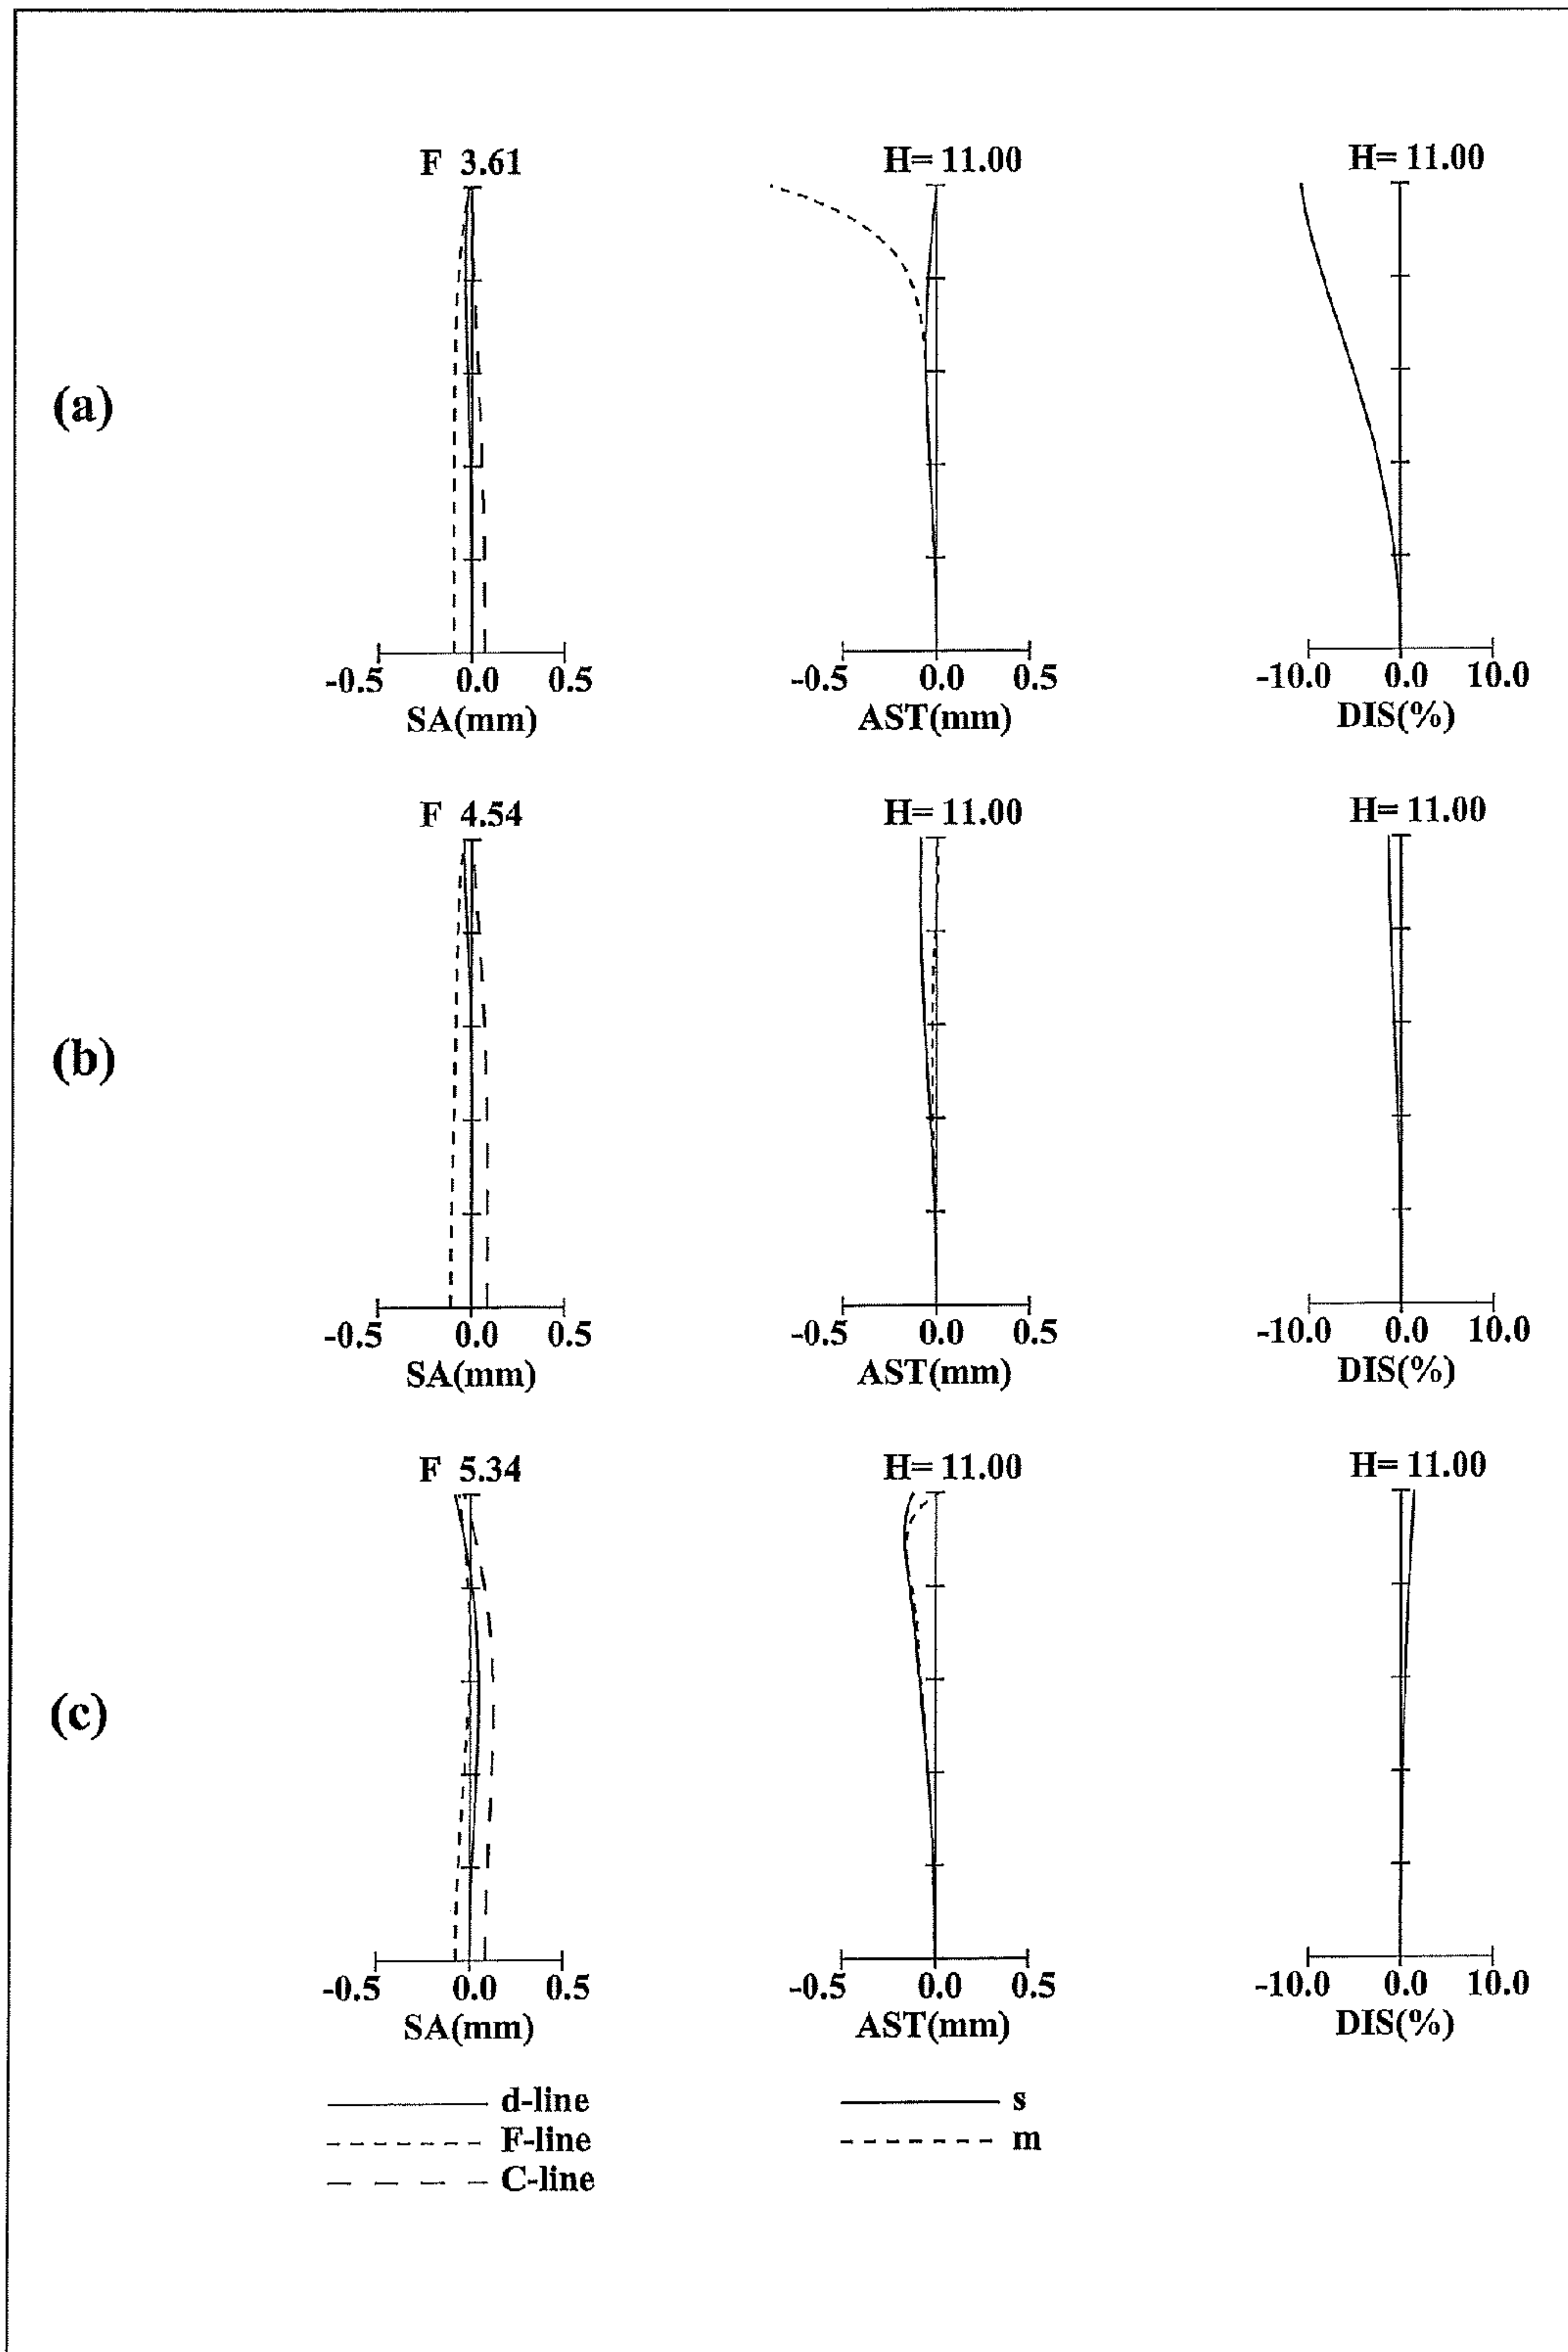 F 3.61 H= 11.00 H= 11.00
(a)
-0.5 0.0 0.5 -0.5 0.0 0.5 -10.0 0.0 10.0
SA(mm) AST(mm) DIS(%)
F 4.54 H= 11.00 H= 11.00
(b)
-0.5 0.0 0.5 -0.5 0.0 0.5 -10.0 0.0 10.0
SA(mm) AST(mm) DIS(%)
F 5.34 H= 11.00 H= 11.00
(c)
-0.5 0.0 0.5 -0.5 0.0 0.5 -10.0 0.0 10.0
SA(mm) AST(mm) DIS(%)
d-line s
F-line m
C-line